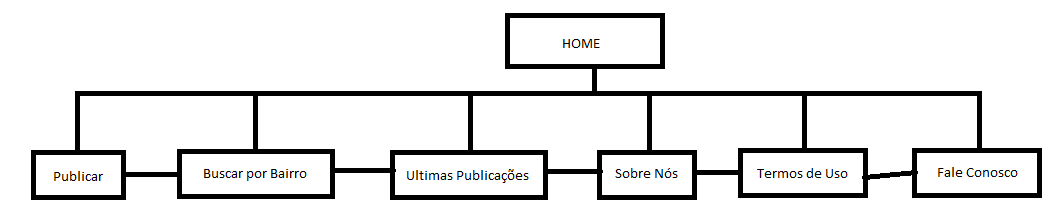 HOME
Publicar
Buscar por Bairro
Ultimas Publicações
Sobre Nós
Termos de Uso
Fale Conosco